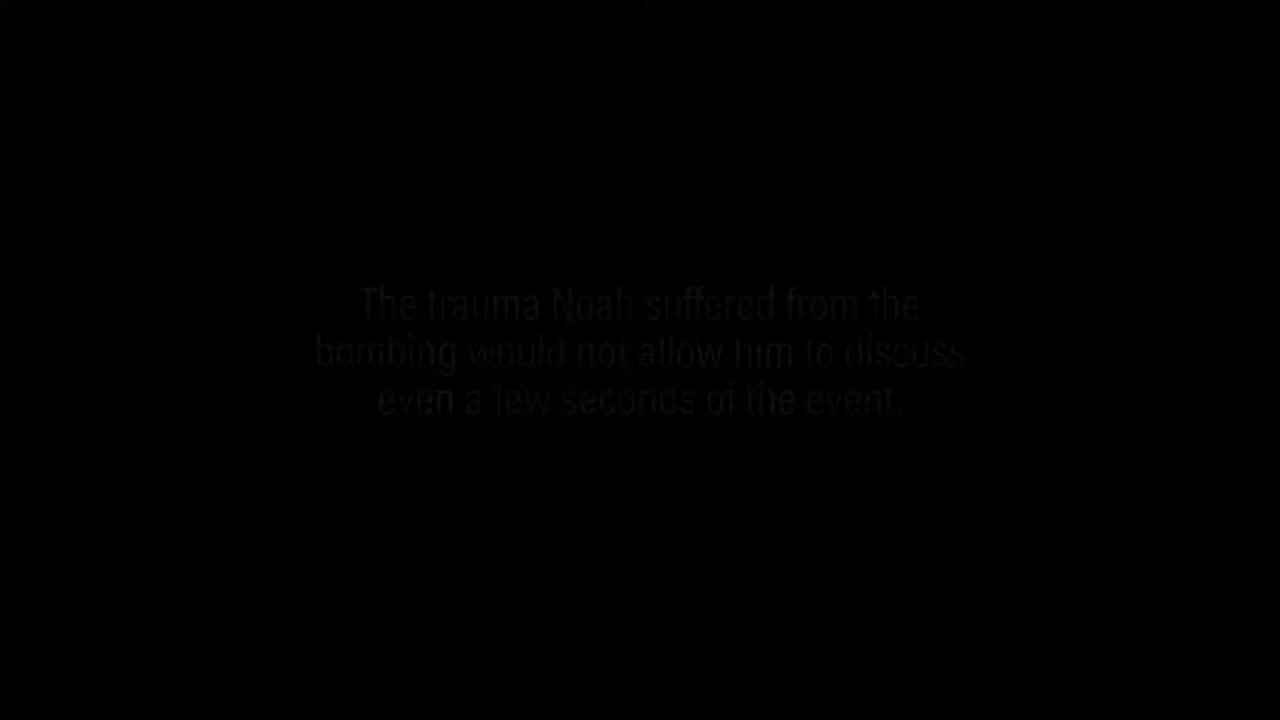 The trauma Noah suffered from the
bombing would not allow him to discuss
even a few seconds of the event.